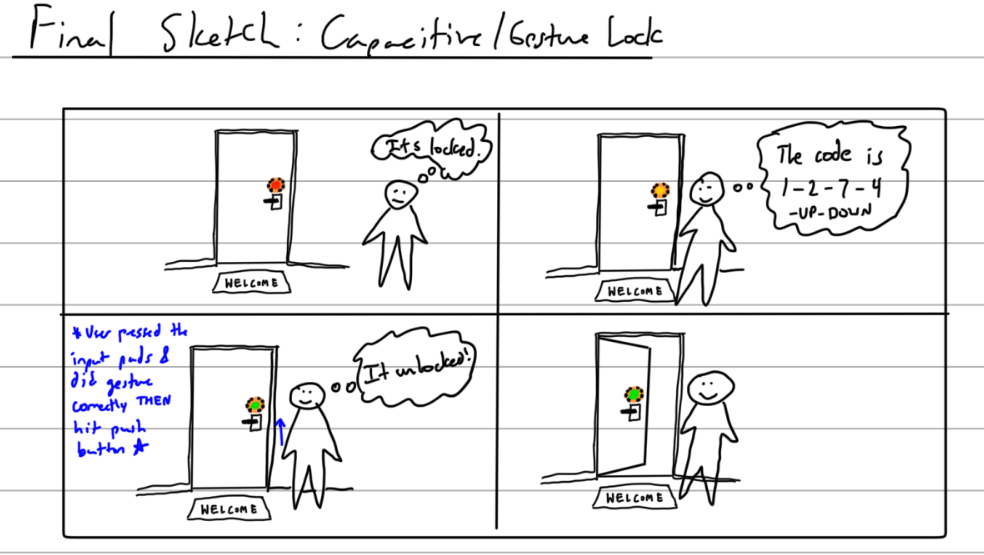 Final Sketch: Capacitive/Gesture Lock
Its locked.
WELCOME
The code is
1-2-7-4
-UP-DOWN
WELCOME
*User pressed the
input pads &
did gesture
correctly THEN
hit push
button *
It unlocked!
WELCOME
WELCOME